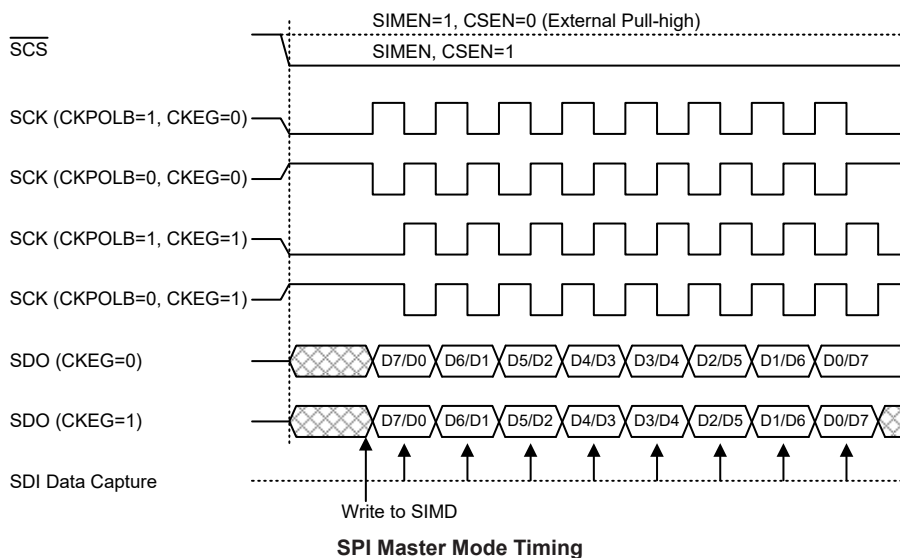 SIMEN=1, CSEN=0 (External Pull-high)
SCS
SIMEN, CSEN=1
SCK (CKPOLB=1, CKEG=0)
SCK (CKPOLB=0, CKEG=0)
SCK (CKPOLB=1, CKEG=1)
SCK (CKPOLB=0, CKEG=1)
SDO (CKEG=0) D7/D0 D6/D1 D5/D2 D4/D3 D3/D4 D2/D5 D1/D6 D0/D7
SDO (CKEG=1) D7/D0 D6/D1 D5/D2 D4/D3 D3/D4 D2/D5 D1/D6 D0/D7
SDI Data Capture
Write to SIMD
SPI Master Mode Timing